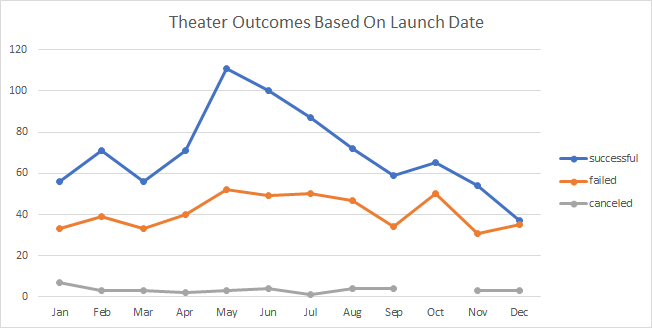 Theater Outcomes Based On Launch Date
120
100
80
60
40
20
0
Jan Feb Mar Apr May Jun Jul Aug Sep Oct Nov Dec
successful
failed
canceled